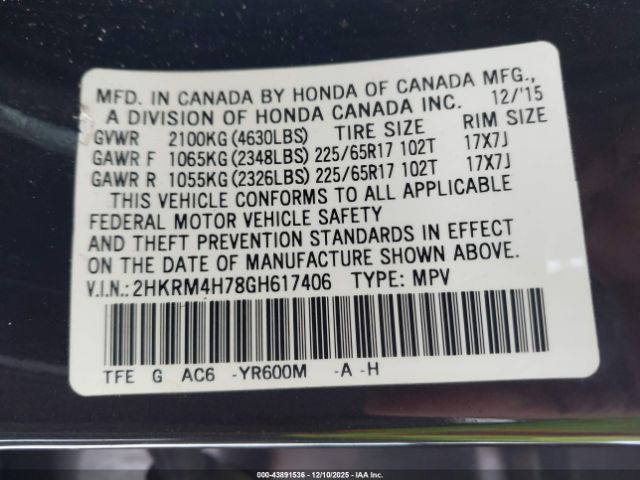 MFD. IN CANADA BY HONDA OF CANADA MFG.,
A DIVISION OF HONDA CANADA INC. 12/'15
GVWR 2100KG (4630LBS) TIRE SIZE RIM SIZE
GAWR F 1065KG (2348LBS) 225/65R17 102T 17X7J
GAWR R 1055KG (2326LBS) 225/65R17 102T 17X7J
THIS VEHICLE CONFORMS TO ALL APPLICABLE
FEDERAL MOTOR VEHICLE SAFETY
AND THEFT PREVENTION STANDARDS IN EFFECT
ON THE DATE OF MANUFACTURE SHOWN ABOVE.
V.I.N.: 2HKRM4H78GH617406 TYPE: MPV
TFE G AC6 -YR600M -A -H
000-43891536 - 12/10/2025 - IAA Inc.